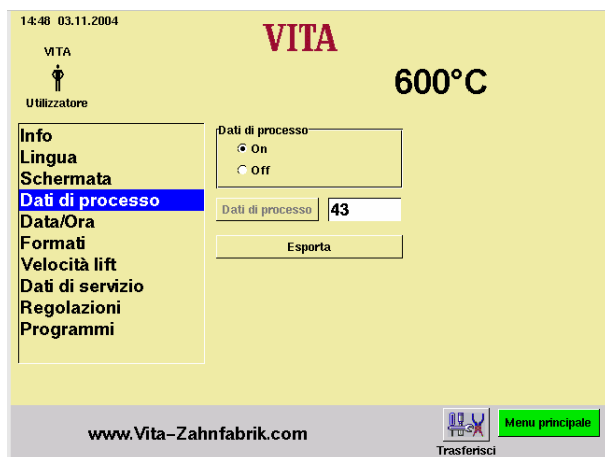 14:48 03.11.2004
VITA
VITA
600°C
Utilizzatore
Info
Lingua
Schermata
Dati di processo
Data/Ora
Formati
Velocità lift
Dati di servizio
Regolazioni
Programmi
Dati di processo
On
Off
Dati di processo 43
Esporta
www.Vita-Zahnfabrik.com
Trasferisci
Menu principale